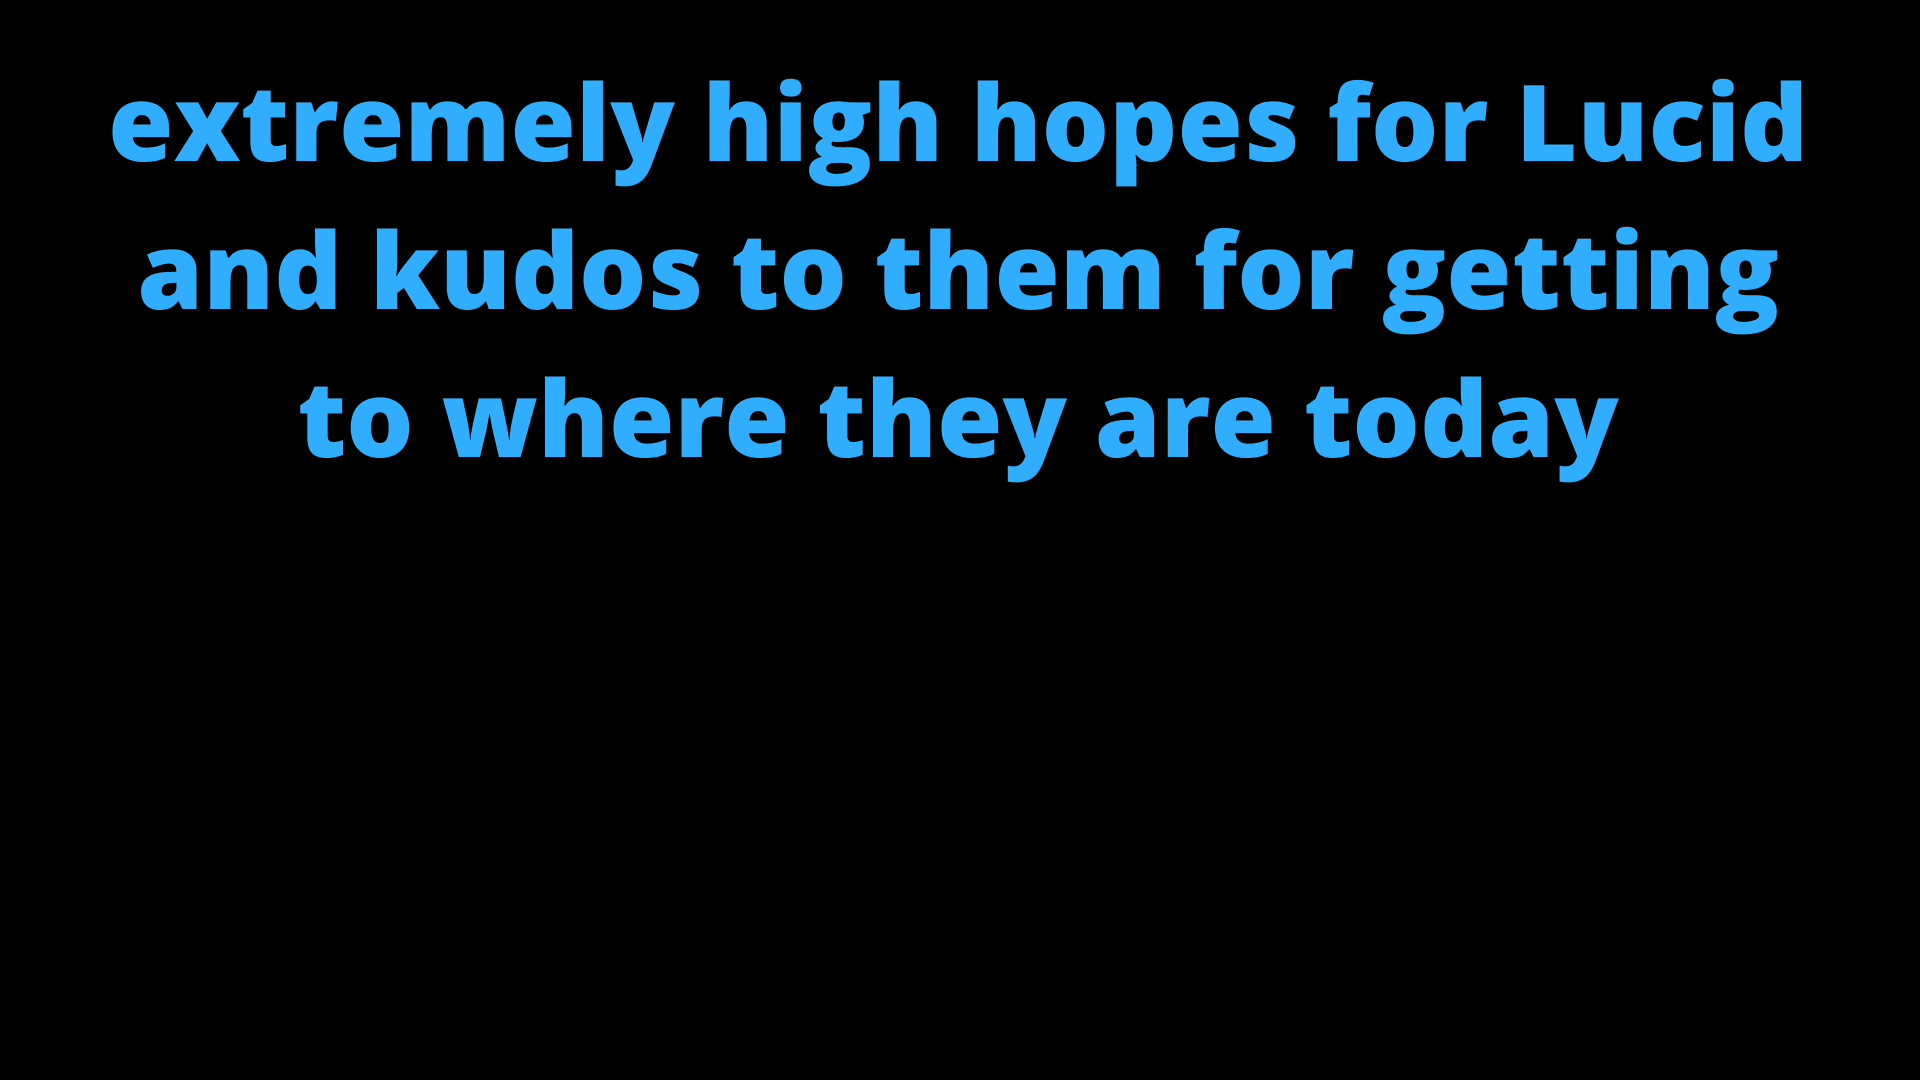 extremely high hopes for Lucid
and kudos to them for getting
to where they are today